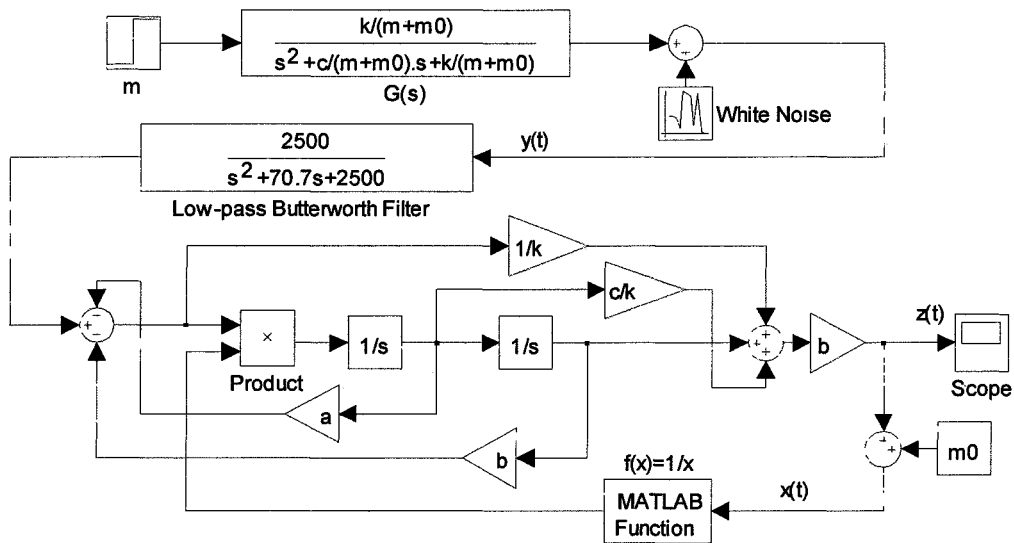 k/(m+m0)
s²+c/(m+m0).s+k/(m+m0)
m
G(s)
+
+
White Noise
y(t)
2500
s²+70.7s+2500
Low-pass Butterworth Filter
1/k
c/k
+
−
−
×
Product
1/s
1/s
+
+
+
b
z(t)
Scope
a
b
+
+
m0
f(x)=1/x
MATLAB
Function
x(t)